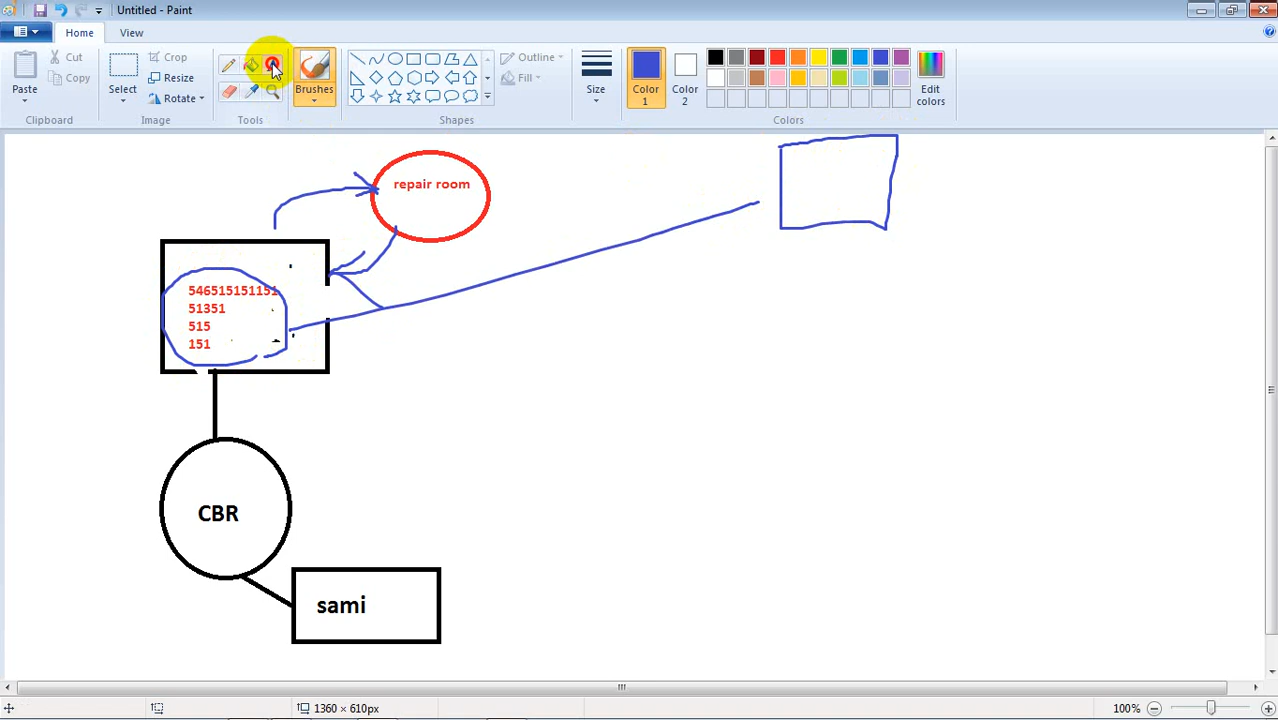 Untitled - Paint
Home
View
Paste
Cut
Copy
Clipboard
Select
Crop
Resize
Rotate
Image
Tools
Brushes
Shapes
Outline
Fill
Size
Color
1
Color
2
Edit
colors
Colors
repair room
546515151151
51351
515
151
CBR
sami
1360 × 610px
100%